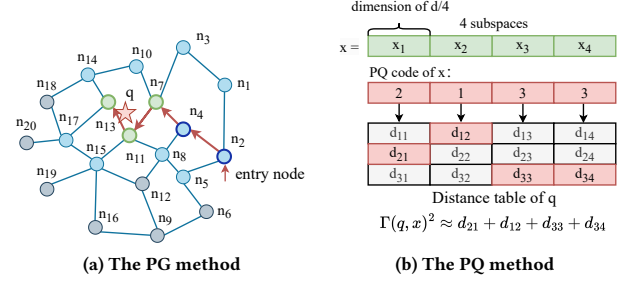 n3
n10
n14
n7
n1
n18
q
n4
n13
n20
n17
n2
n11
n8
n15
entry node
n19
n5
n12
n6
n16
n9
(a) The PG method
dimension of d/4
4 subspaces
x =
x1 x2 x3 x4
PQ code of x:
2 1 3 3
d11 d12 d13 d14
d21 d22 d23 d24
d31 d32 d33 d34
Distance table of q
Γ(q, x)² ≈ d21 + d12 + d33 + d34
(b) The PQ method